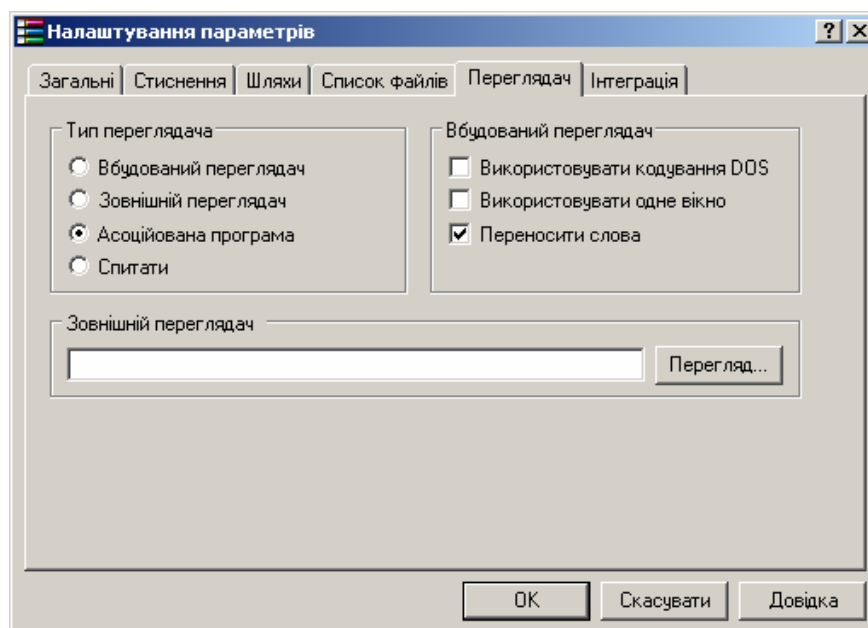 Налаштування параметрів
Загальні Стиснення Шляхи Список файлів Переглядач Інтеграція
Тип переглядача
Вбудований переглядач
Зовнішній переглядач
Асоційована програма
Спитати
Вбудований переглядач
Використовувати кодування DOS
Використовувати одне вікно
Переносити слова
Зовнішній переглядач
Перегляд...
OK Скасувати Довідка